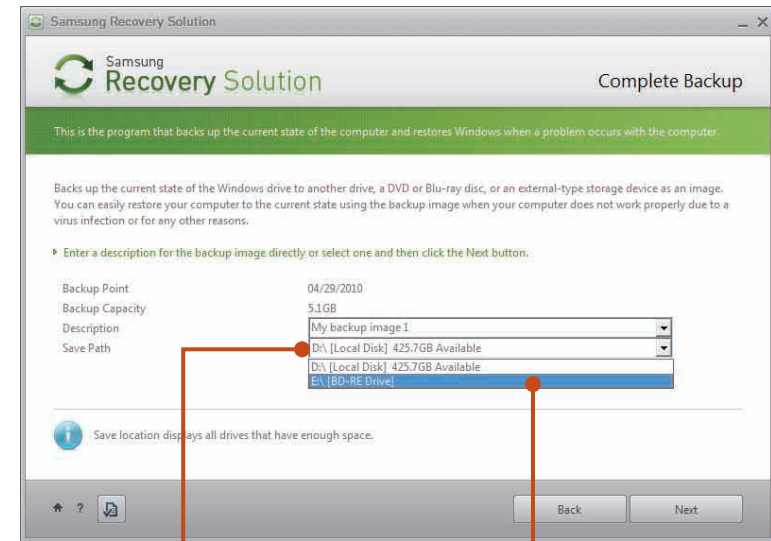 Samsung Recovery Solution
Samsung
Recovery Solution
Complete Backup
This is the program that backs up the current state of the computer and restores Windows when a problem occurs with the computer.
Backs up the current state of the Windows drive to another drive, a DVD or Blu-ray disc, or an external-type storage device as an image.
You can easily restore your computer to the current state using the backup image when your computer does not work properly due to a
virus infection or for any other reasons.
Enter a description for the backup image directly or select one and then click the Next button.
Backup Point 04/29/2010
Backup Capacity 5.1GB
Description My backup image 1
Save Path D:\ [Local Disk] 425.7GB Available
D:\ [Local Disk] 425.7GB Available
E:\ [BD-RE Drive]
Save location displays all drives that have enough space.
? Back Next